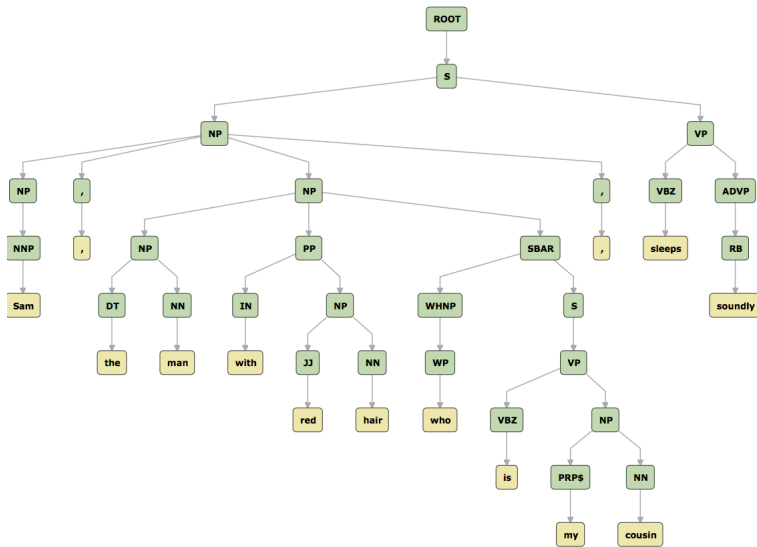 ROOT
S
NP VP
NP , NP , VBZ ADVP
NNP , NP PP SBAR , sleeps RB
Sam DT NN IN NP WHNP S soundly
the man with JJ NN WP VP
red hair who VBZ NP
is PRP$ NN
my cousin